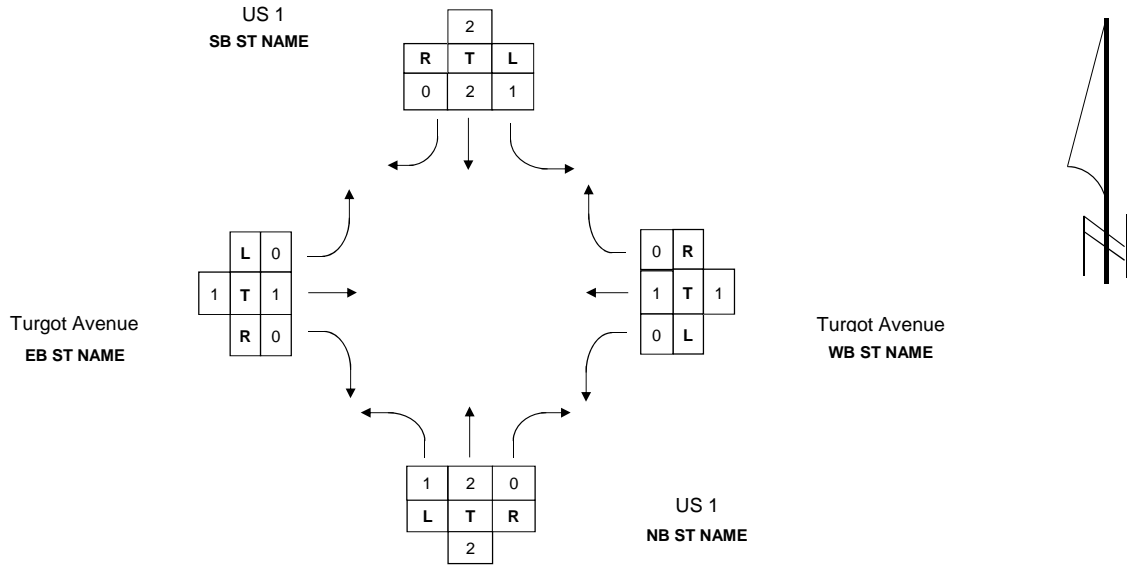 US 1
SB ST NAME
2
R T L
0 2 1
L 0
1 T 1
R 0
Turgot Avenue
EB ST NAME
0 R
1 T 1
0 L
Turgot Avenue
WB ST NAME
1 2 0
L T R
2
US 1
NB ST NAME
N